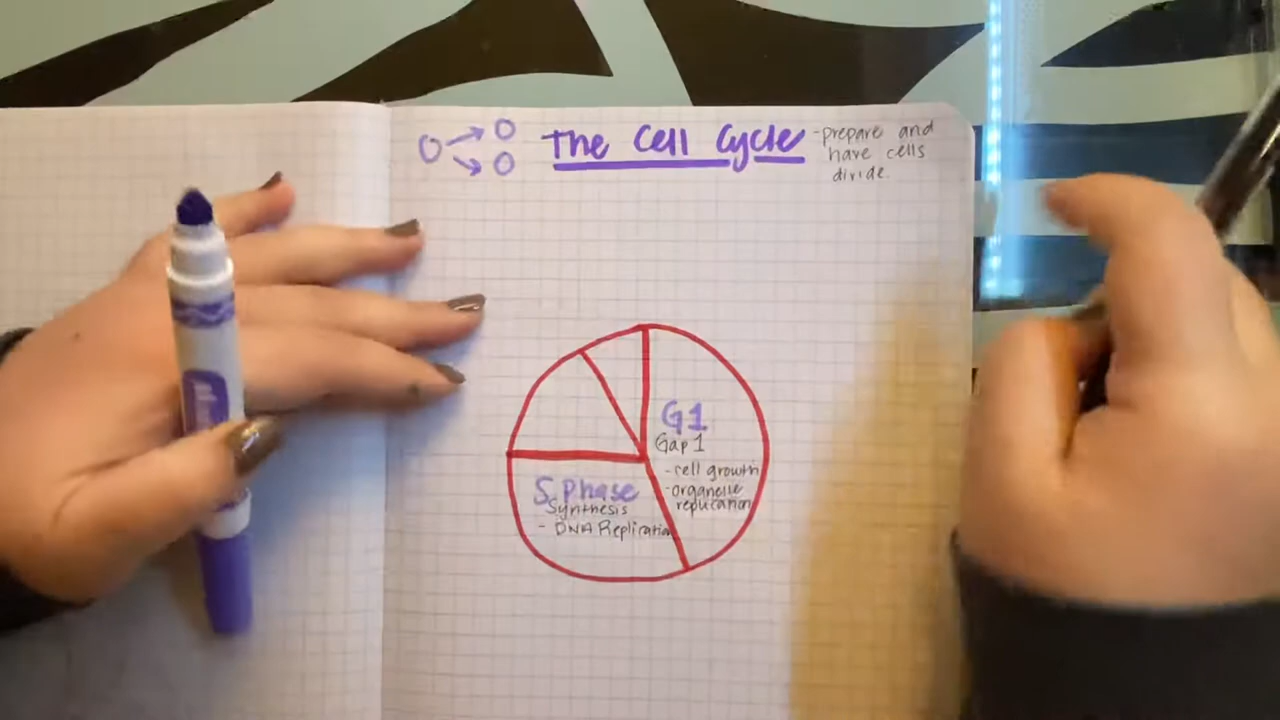 The Cell Cycle
-prepare and
have cells
divide.
G1
Gap 1
-cell growth
-organelle
replication
S Phase
Synthesis
- DNA Replication